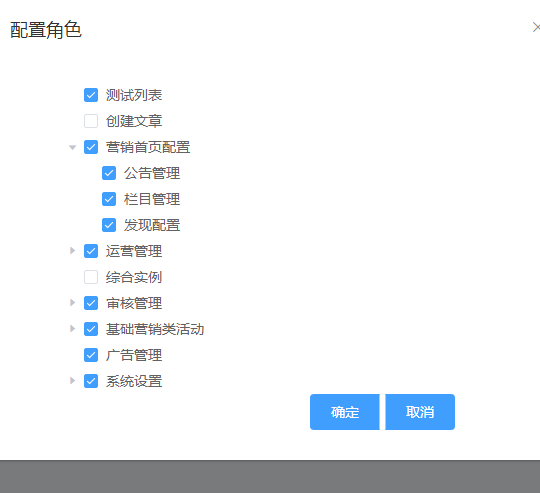 配置角色
测试列表
创建文章
营销首页配置
公告管理
栏目管理
发现配置
运营管理
综合实例
审核管理
基础营销类活动
广告管理
系统设置
确定 取消